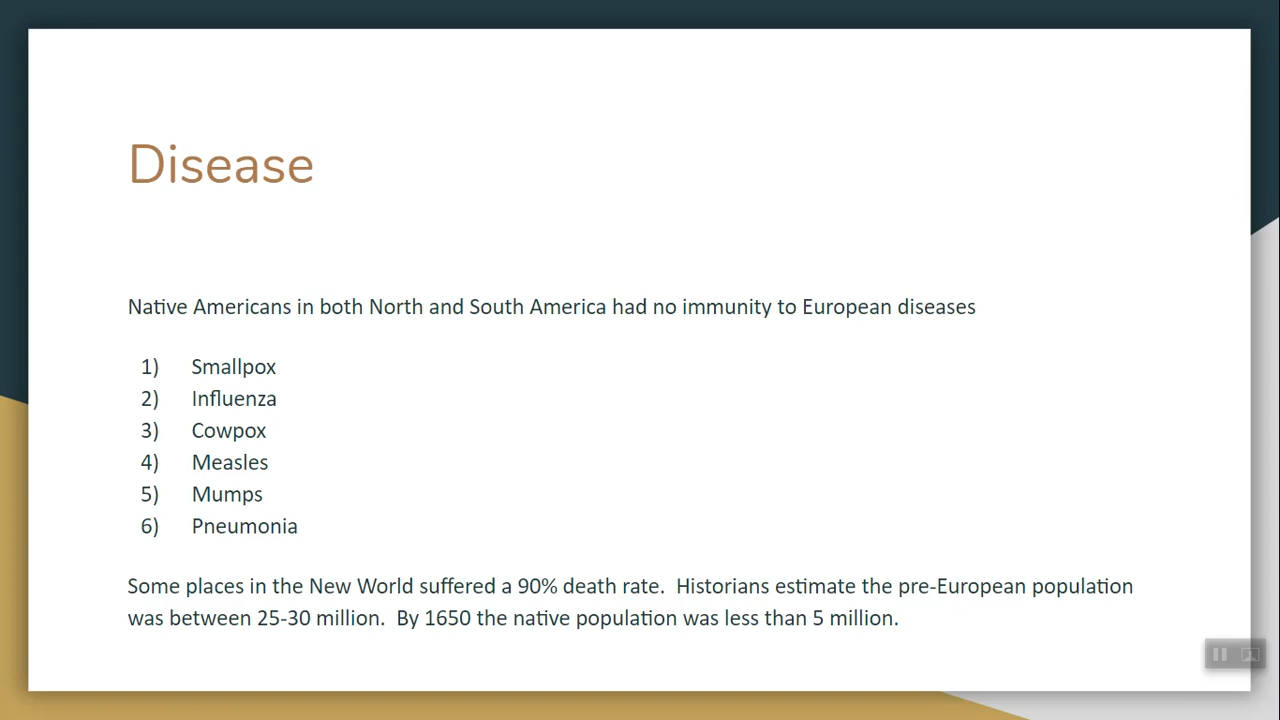 Disease
Native Americans in both North and South America had no immunity to European diseases
1) Smallpox
2) Influenza
3) Cowpox
4) Measles
5) Mumps
6) Pneumonia
Some places in the New World suffered a 90% death rate.  Historians estimate the pre-European population
was between 25-30 million.  By 1650 the native population was less than 5 million.